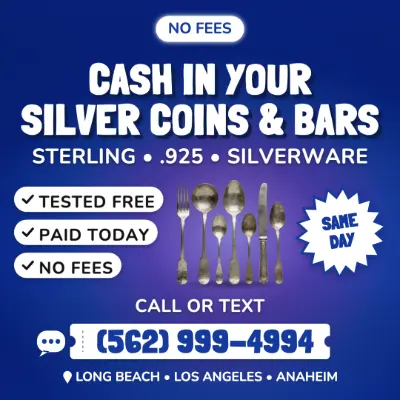 NO FEES
CASH IN YOUR
SILVER COINS & BARS
STERLING • .925 • SILVERWARE
TESTED FREE
PAID TODAY
NO FEES
SAME
DAY
CALL OR TEXT
(562) 999-4994
LONG BEACH • LOS ANGELES • ANAHEIM